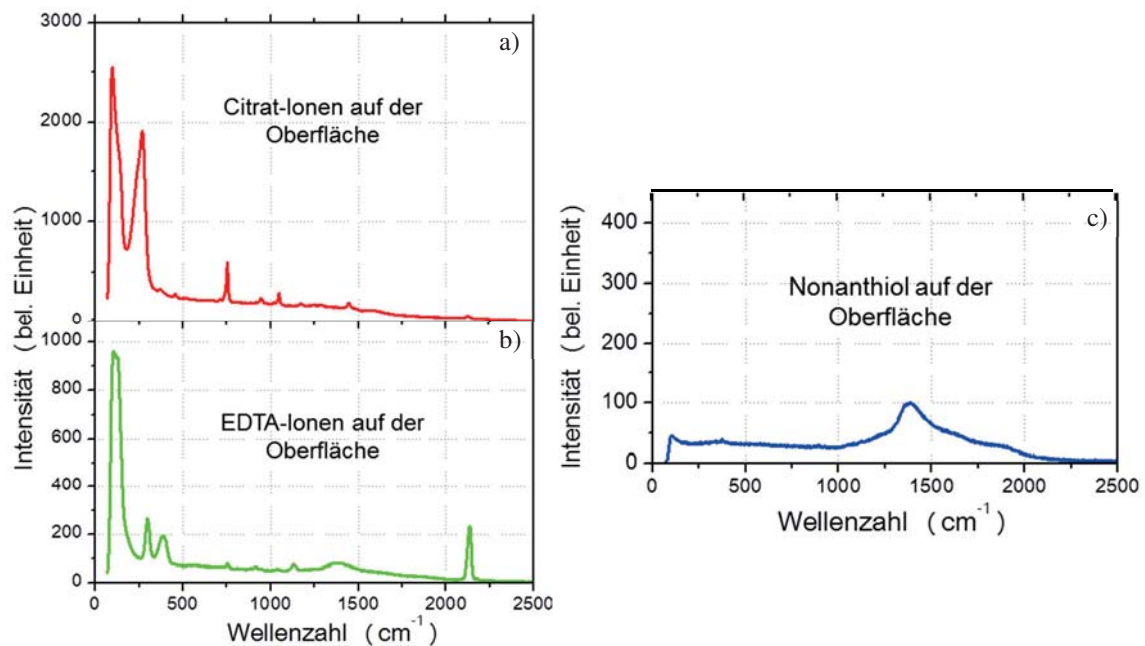 a)
3000
2000
1000
0
Citrat-Ionen auf der
Oberfläche
Intensität ( bel. Einheit)
b)
1000
800
600
400
200
0
EDTA-Ionen auf der
Oberfläche
0 500 1000 1500 2000 2500
Wellenzahl ( cm⁻¹)
c)
400
300
200
100
0
Nonanthiol auf der
Oberfläche
Intensität ( bel. Einheit)
0 500 1000 1500 2000 2500
Wellenzahl ( cm⁻¹)